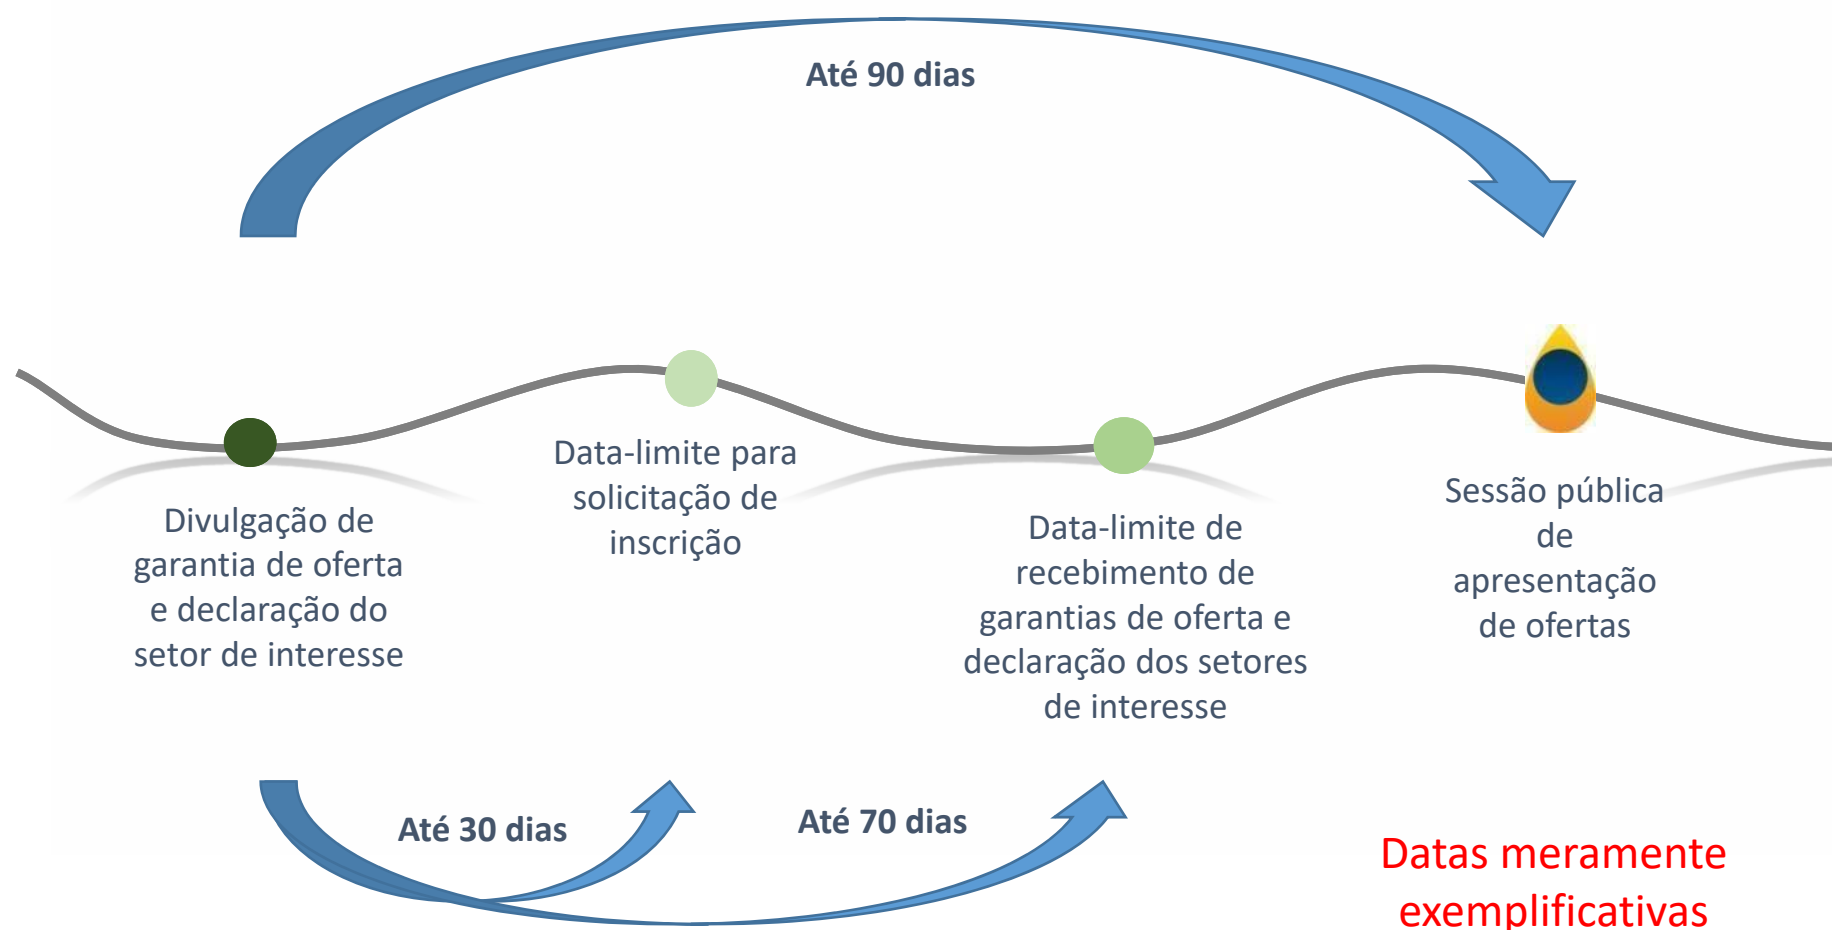 Até 90 dias
Data-limite para
solicitação de
inscrição
Sessão pública
de
apresentação
de ofertas
Divulgação de
garantia de oferta
e declaração do
setor de interesse
Data-limite de
recebimento de
garantias de oferta e
declaração dos setores
de interesse
Até 30 dias
Até 70 dias
Datas meramente
exemplificativas